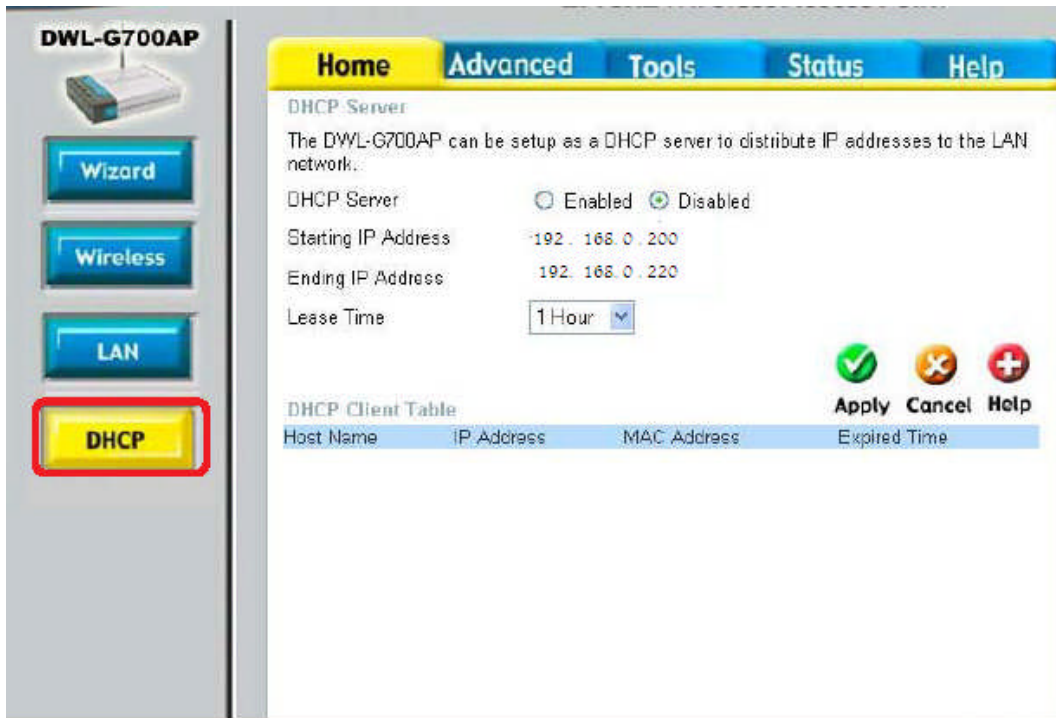 DWL-G700AP
Home
Advanced
Tools
Status
Help
Wizard
Wireless
LAN
DHCP
DHCP Server
The DWL-G700AP can be setup as a DHCP server to distribute IP addresses to the LAN
network.
DHCP Server Enabled Disabled
Starting IP Address 192. 168. 0 . 200
Ending IP Address 192. 168. 0 . 220
Lease Time 1 Hour
Apply Cancel Help
DHCP Client Table
Host Name IP Address MAC Address Expired Time